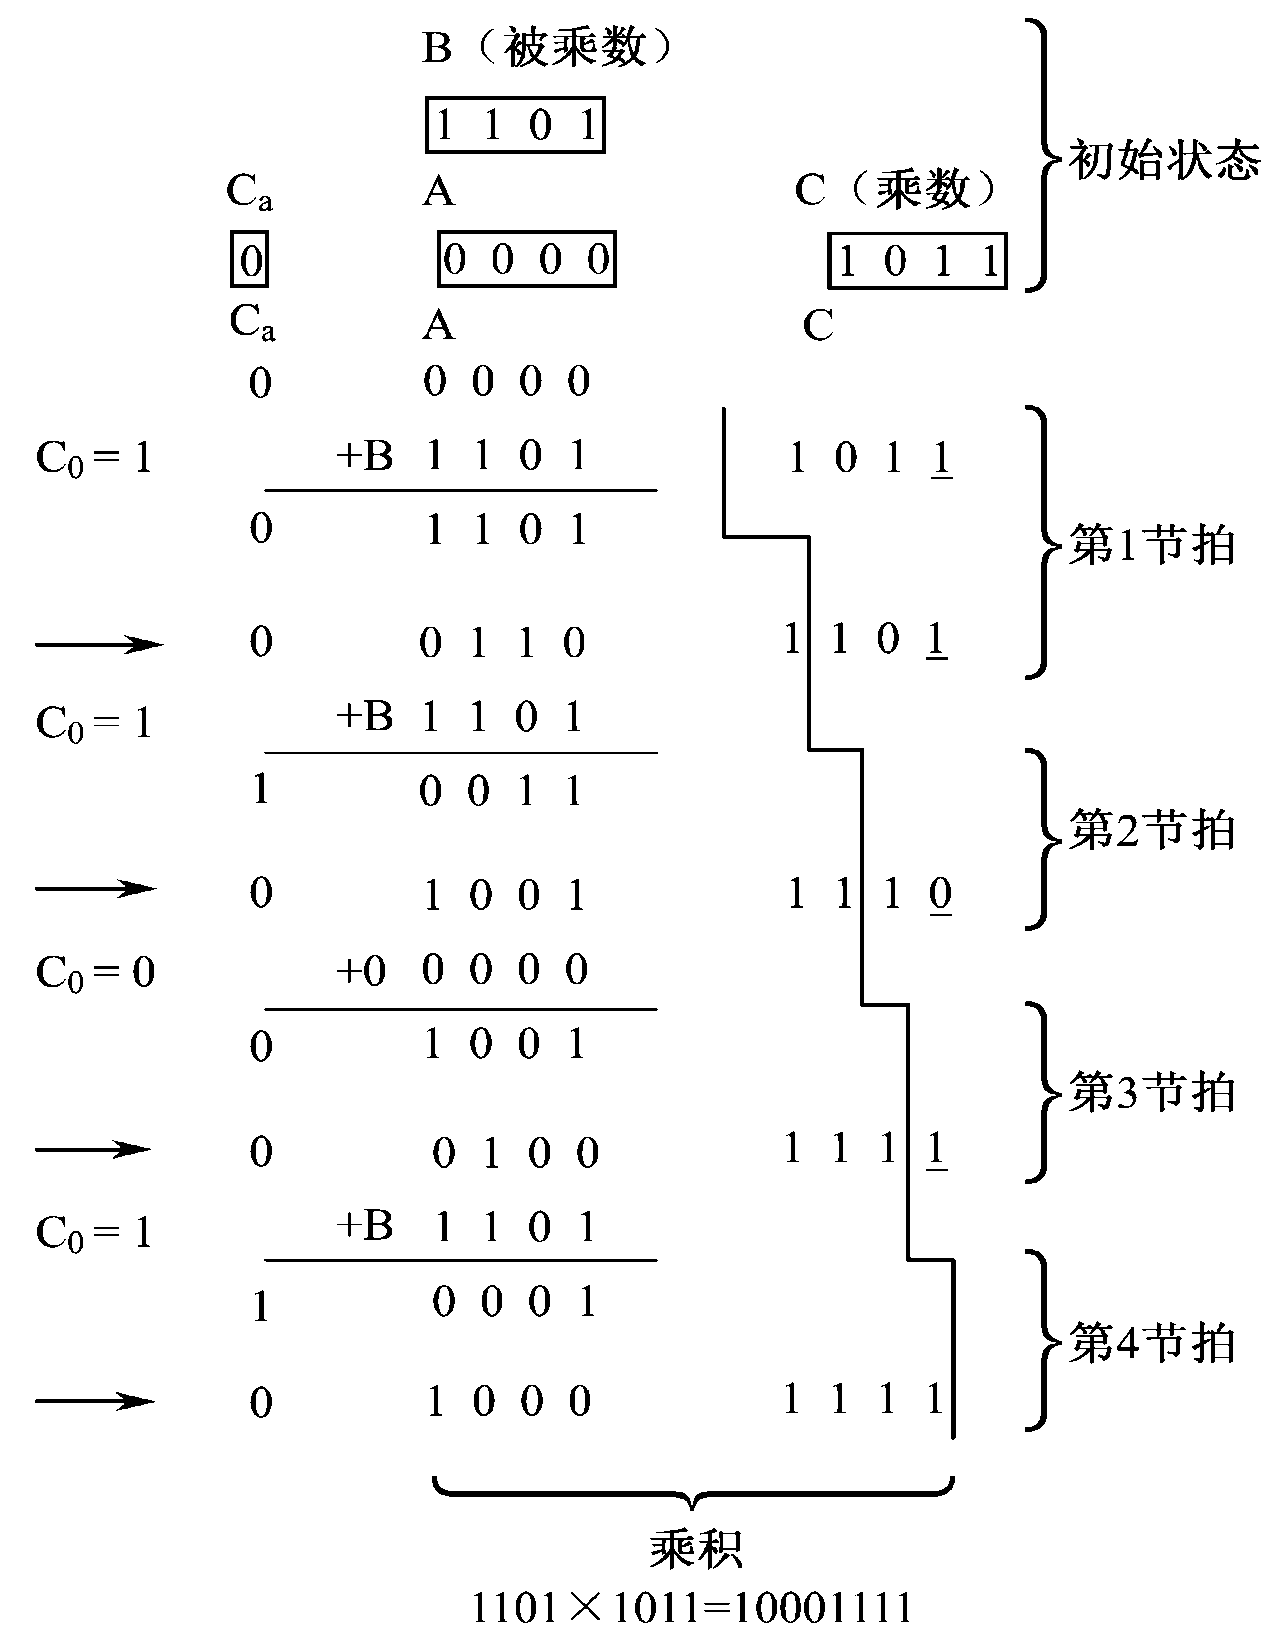 B（被乘数）
1 1 0 1
Cₐ A C（乘数） 初始状态
0 0 0 0 0 1 0 1 1
Cₐ A C
0 0 0 0 0
C₀ = 1 +B 1 1 0 1 1 0 1 1
0 1 1 0 1 第1节拍
→ 0 0 1 1 0 1 1 0 1
C₀ = 1 +B 1 1 0 1
1 0 0 1 1 第2节拍
→ 0 1 0 0 1 1 1 1 0
C₀ = 0 +0 0 0 0 0
0 1 0 0 1 第3节拍
→ 0 0 1 0 0 1 1 1 1
C₀ = 1 +B 1 1 0 1
1 0 0 0 1 第4节拍
→ 0 1 0 0 0 1 1 1 1
乘积
1101×1011=10001111